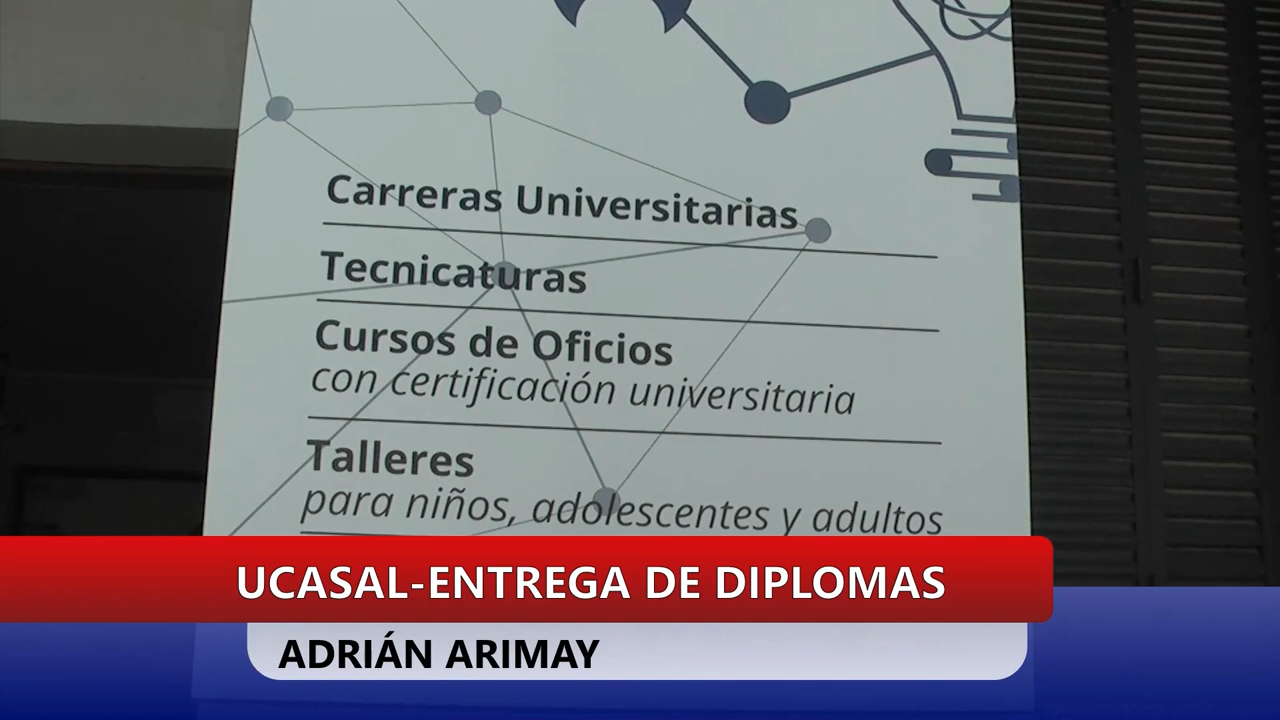 Carreras Universitarias
Tecnicaturas
Cursos de Oficios
con certificación universitaria
Talleres
para niños, adolescentes y adultos
UCASAL-ENTREGA DE DIPLOMAS
ADRIÁN ARIMAY